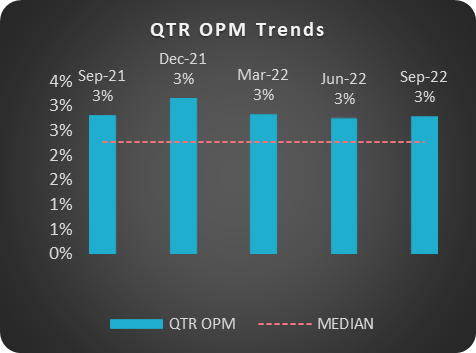 QTR OPM Trends
Sep-21
3%
Dec-21
3%
Mar-22
3%
Jun-22
3%
Sep-22
3%
4%
3%
3%
2%
2%
1%
1%
0%
QTR OPM
MEDIAN